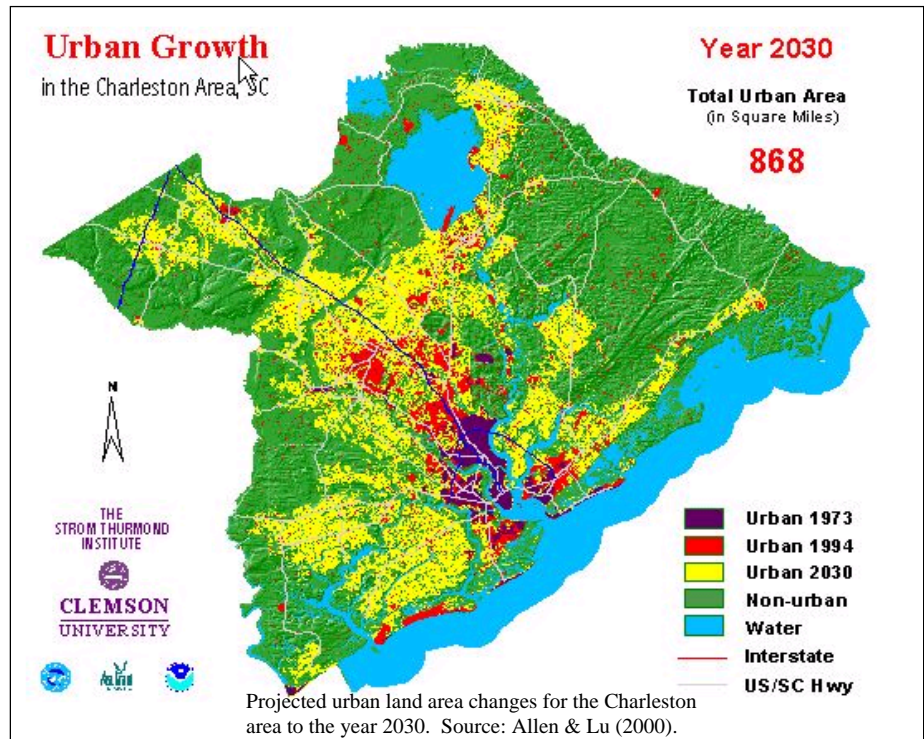 Urban Growth
in the Charleston Area, SC
Year 2030
Total Urban Area
(in Square Miles)
868
N
THE
STROM THURMOND
INSTITUTE
CLEMSON
UNIVERSITY
Urban 1973
Urban 1994
Urban 2030
Non-urban
Water
Interstate
US/SC Hwy
Projected urban land area changes for the Charleston
area to the year 2030. Source: Allen & Lu (2000).